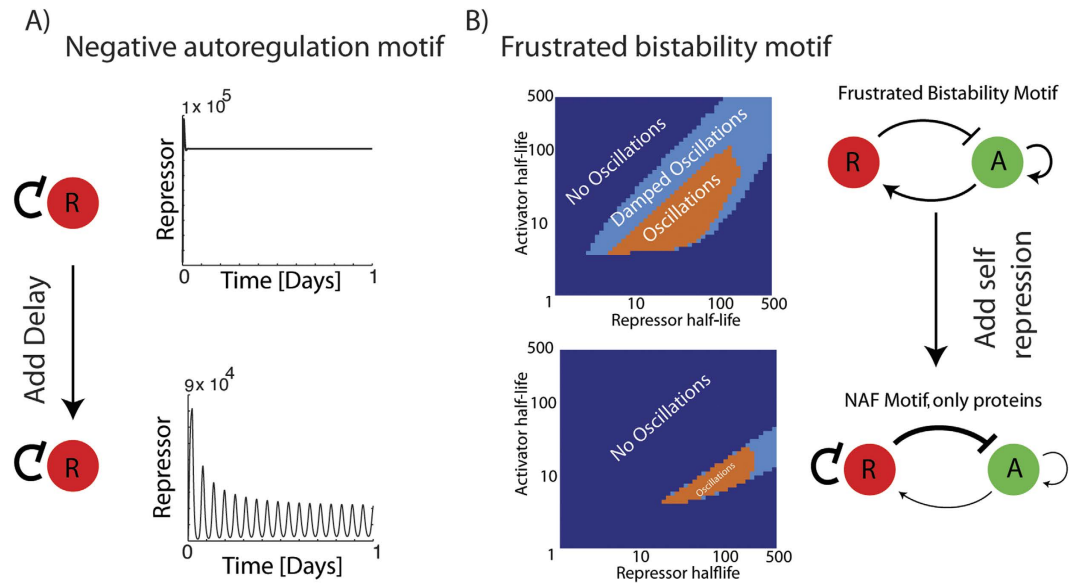 A)
Negative autoregulation motif
1x 10^5
Repressor
0
1
Time [Days]
R
Add Delay
R
9x 10^4
Repressor
0
1
Time [Days]
B)
Frustrated bistability motif
500
100
10
1
Activator half-life
No Oscillations
Damped Oscillations
Oscillations
10
100
500
Repressor half-life
Frustrated Bistability Motif
R
A
Add self
repression
500
100
10
1
Activator half-life
No Oscillations
Oscillations
10
100
500
Repressor halflife
NAF Motif, only proteins
R
A